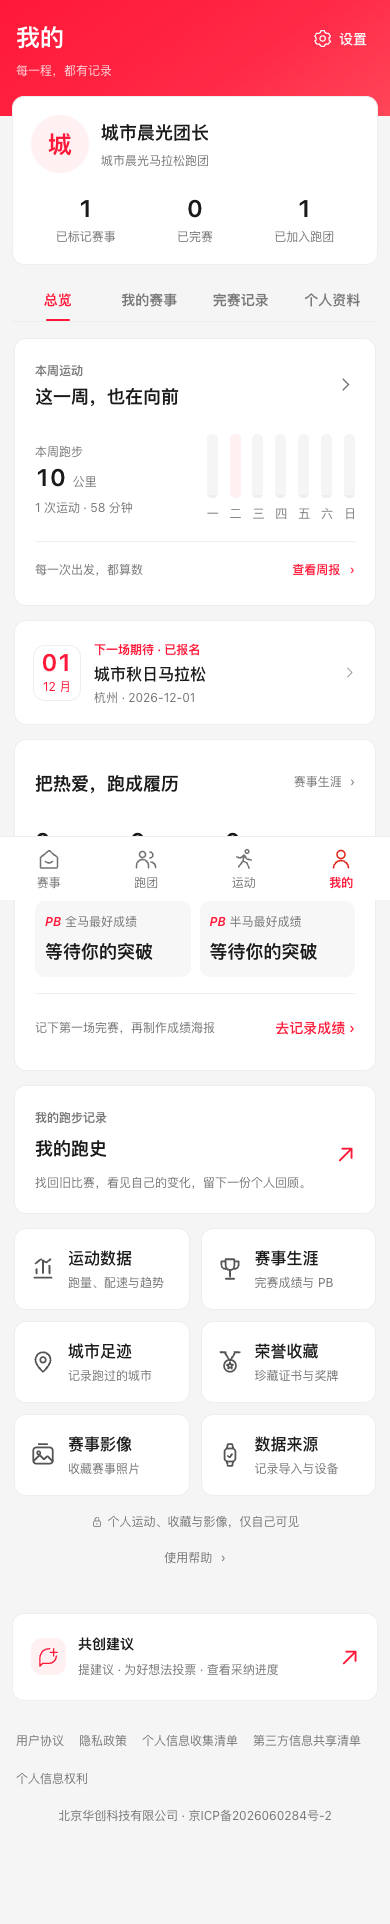 我的
设置
每一程，都有记录
城
城市晨光团长
城市晨光马拉松跑团
1 0 1
已标记赛事 已完赛 已加入跑团
总览 我的赛事 完赛记录 个人资料
本周运动
这一周，也在向前
本周跑步
10 公里
1 次运动 · 58 分钟
一 二 三 四 五 六 日
每一次出发，都算数
查看周报 ›
下一场期待 · 已报名
01
12 月
城市秋日马拉松
杭州 · 2026-12-01
把热爱，跑成履历
赛事生涯 ›
赛事 跑团 运动 我的
PB 全马最好成绩
等待你的突破
PB 半马最好成绩
等待你的突破
记下第一场完赛，再制作成绩海报
去记录成绩 ›
我的跑步记录
我的跑史
找回旧比赛，看见自己的变化，留下一份个人回顾。
运动数据
跑量、配速与趋势
赛事生涯
完赛成绩与 PB
城市足迹
记录跑过的城市
荣誉收藏
珍藏证书与奖牌
赛事影像
收藏赛事照片
数据来源
记录导入与设备
个人运动、收藏与影像，仅自己可见
使用帮助 ›
共创建议
提建议 · 为好想法投票 · 查看采纳进度
用户协议 隐私政策 个人信息收集清单 第三方信息共享清单
个人信息权利
北京华创科技有限公司 · 京ICP备2026060284号-2